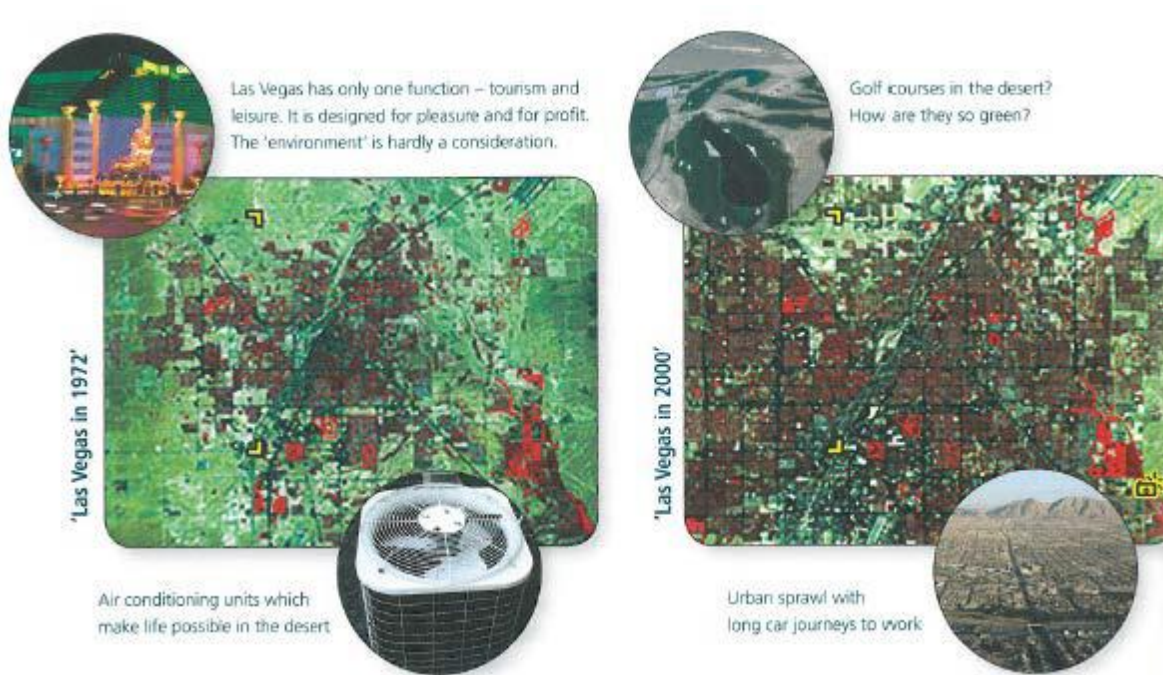 Las Vegas has only one function – tourism and
leisure. It is designed for pleasure and for profit.
The 'environment' is hardly a consideration.
Golf courses in the desert?
How are they so green?
'Las Vegas in 1972'
'Las Vegas in 2000'
Air conditioning units which
make life possible in the desert
Urban sprawl with
long car journeys to work